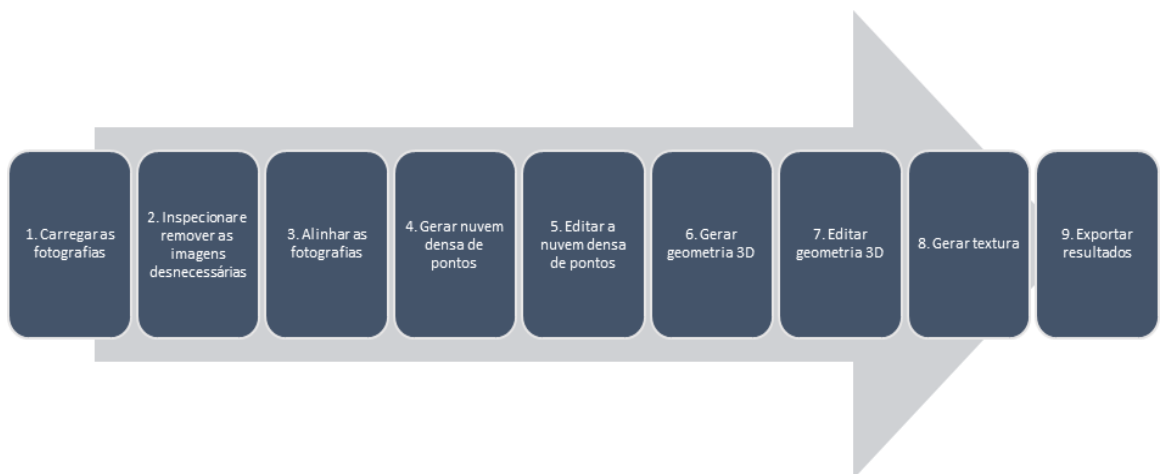 1. Carregar as
fotografias
2. Inspecionar e
remover as
imagens
desnecessárias
3. Alinhar as
fotografias
4. Gerar nuvem
densa de
pontos
5. Editar a
nuvem densa
de pontos
6. Gerar
geometria 3D
7. Editar
geometria 3D
8. Gerar textura
9. Exportar
resultados